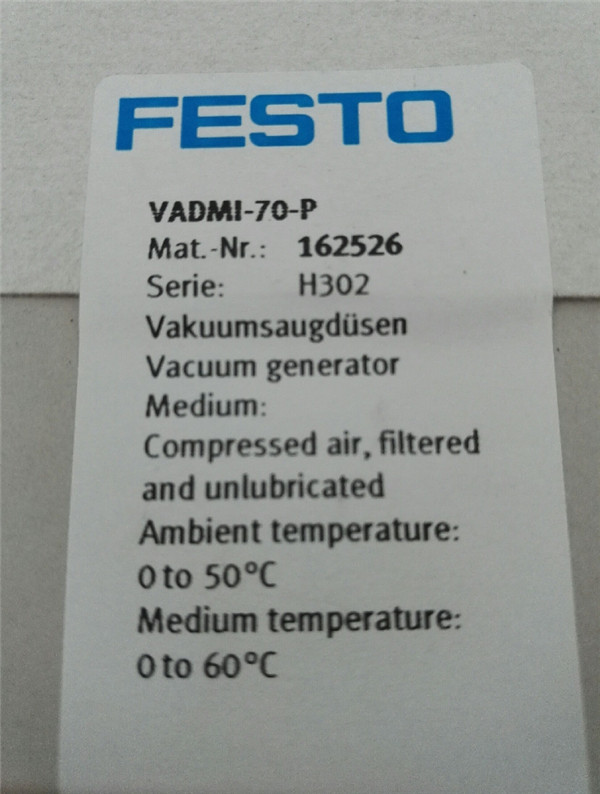 FESTO
VADMI-70-P
Mat.-Nr.: 162526
Serie: H302
Vakuumsaugdüsen
Vacuum generator
Medium:
Compressed air, filtered
and unlubricated
Ambient temperature:
0 to 50°C
Medium temperature:
0 to 60°C